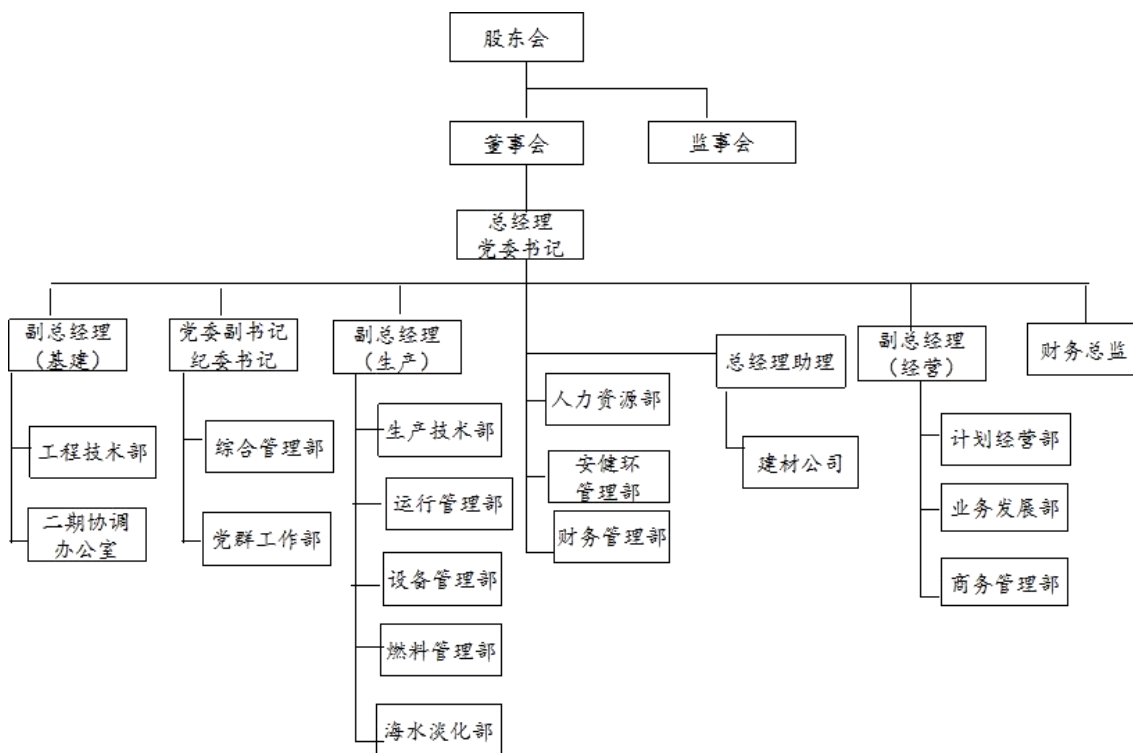 股东会
董事会
监事会
总经理
党委书记
副总经理
（基建）
党委副书记
纪委书记
副总经理
（生产）
总经理助理
副总经理
（经营）
财务总监
工程技术部
二期协调
办公室
综合管理部
党群工作部
生产技术部
运行管理部
设备管理部
燃料管理部
海水淡化部
人力资源部
安健环
管理部
财务管理部
建材公司
计划经营部
业务发展部
商务管理部